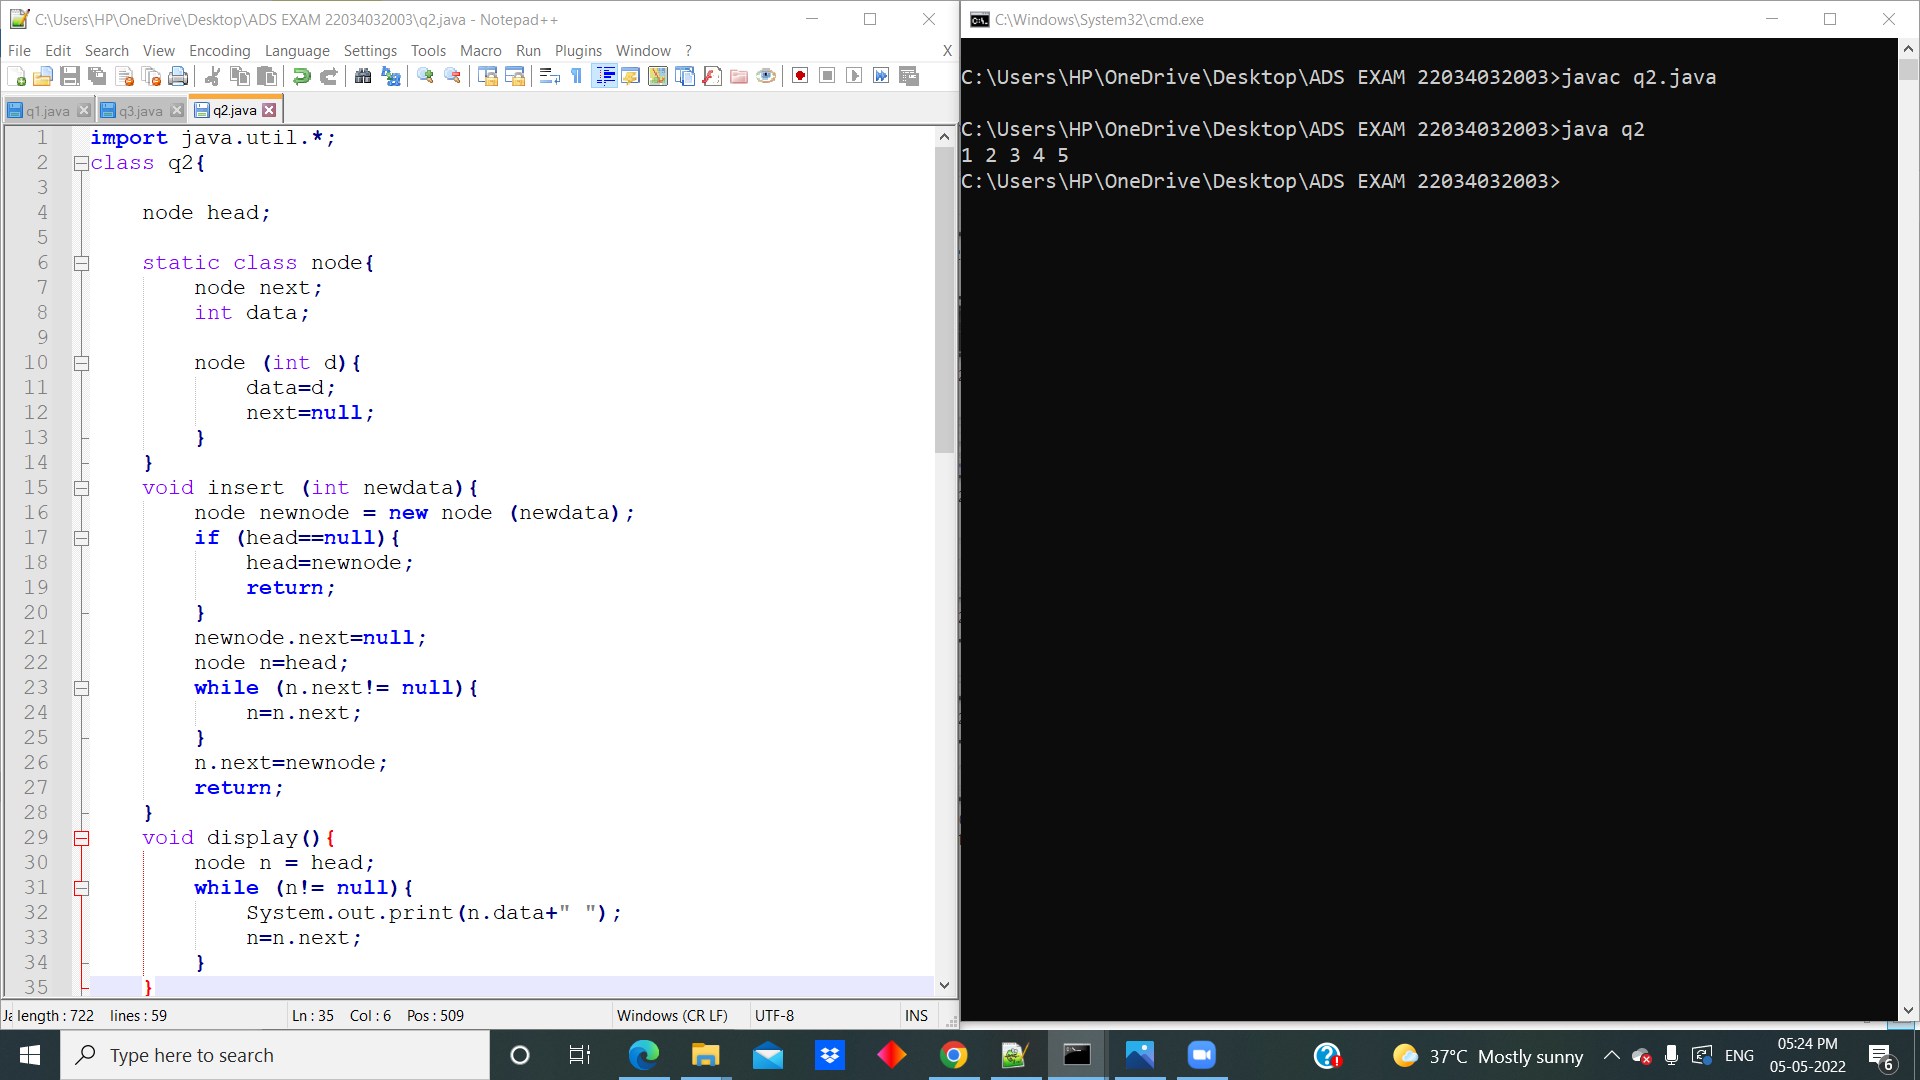 C:\Users\HP\OneDrive\Desktop\ADS EXAM 22034032003\q2.java - Notepad++
File Edit Search View Encoding Language Settings Tools Macro Run Plugins Window ? X
q1.java q3.java q2.java
1 import java.util.*;
2 class q2{
3
4 node head;
5
6 static class node{
7 node next;
8 int data;
9
10 node (int d){
11 data=d;
12 next=null;
13 }
14 }
15 void insert (int newdata){
16 node newnode = new node (newdata);
17 if (head==null){
18 head=newnode;
19 return;
20 }
21 newnode.next=null;
22 node n=head;
23 while (n.next!= null){
24 n=n.next;
25 }
26 n.next=newnode;
27 return;
28 }
29 void display(){
30 node n = head;
31 while (n!= null){
32 System.out.print(n.data+" ");
33 n=n.next;
34 }
35 }
length : 722 lines : 59 Ln : 35 Col : 6 Pos : 509 Windows (CR LF) UTF-8 INS
C:\Windows\System32\cmd.exe
C:\Users\HP\OneDrive\Desktop\ADS EXAM 22034032003>javac q2.java
C:\Users\HP\OneDrive\Desktop\ADS EXAM 22034032003>java q2
1 2 3 4 5
C:\Users\HP\OneDrive\Desktop\ADS EXAM 22034032003>
Type here to search
37°C Mostly sunny
ENG
05:24 PM
05-05-2022
6